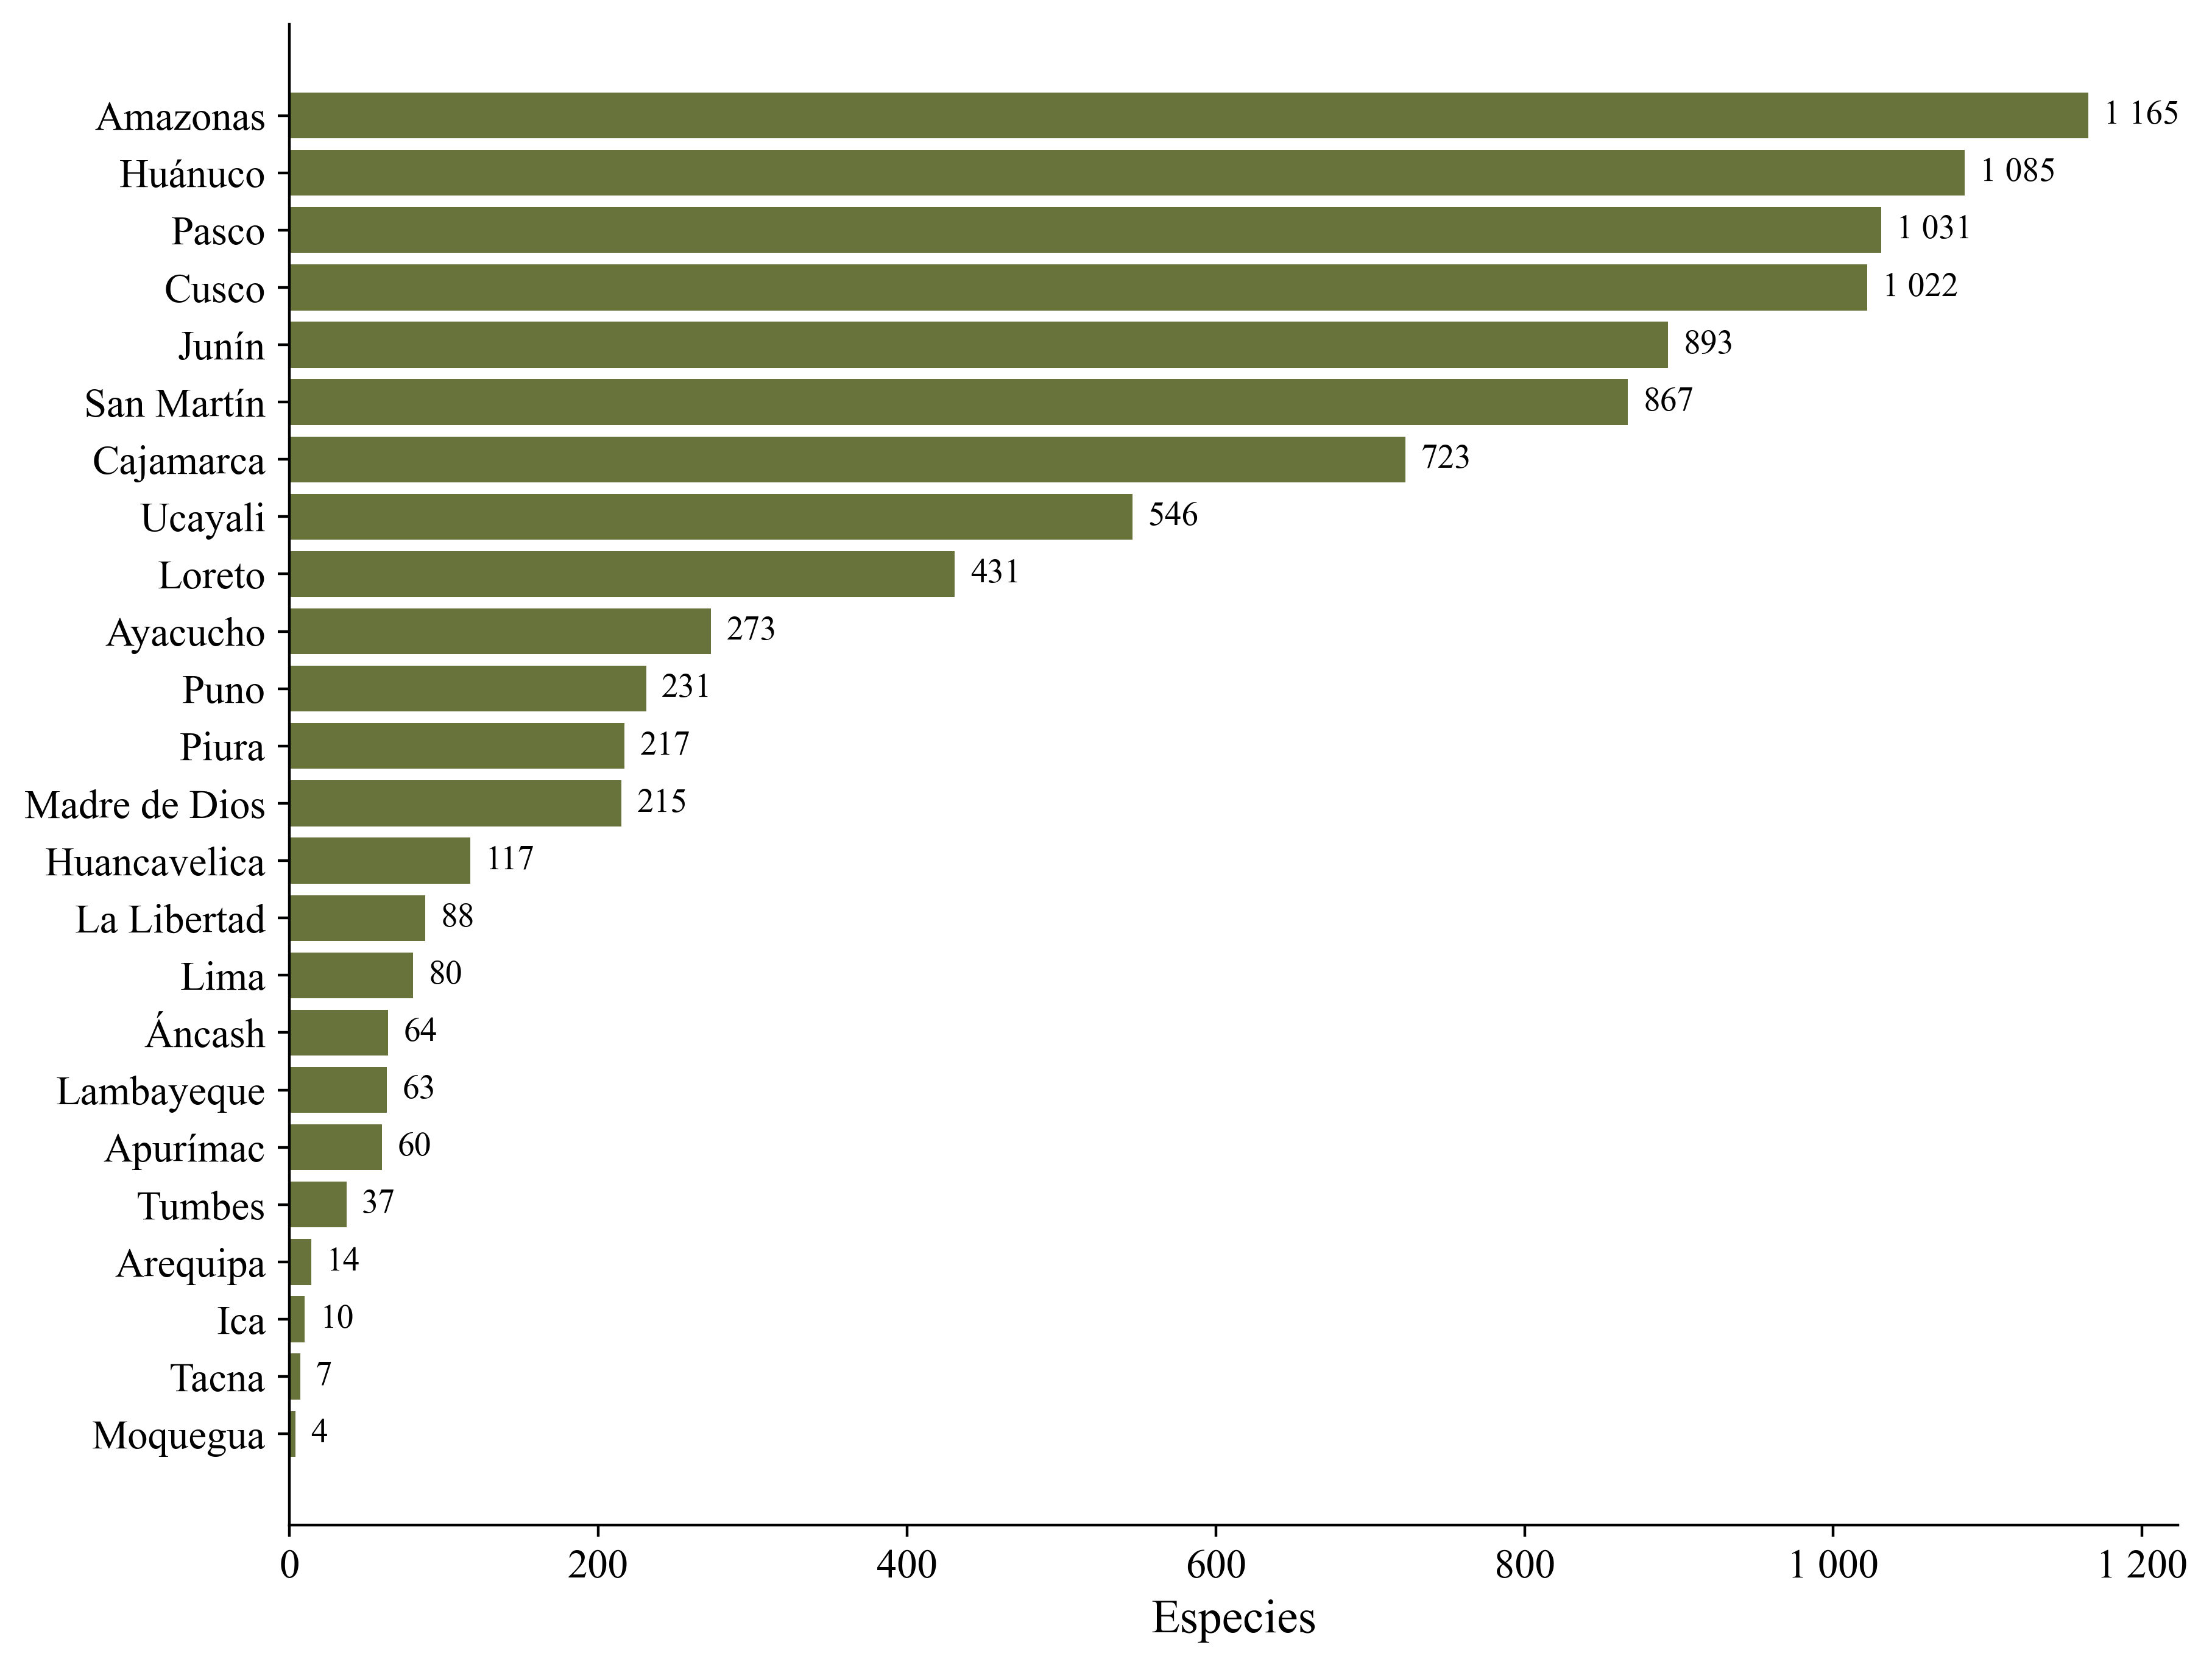 Amazonas 1 165
Huánuco 1 085
Pasco 1 031
Cusco 1 022
Junín 893
San Martín 867
Cajamarca 723
Ucayali 546
Loreto 431
Ayacucho 273
Puno 231
Piura 217
Madre de Dios 215
Huancavelica 117
La Libertad 88
Lima 80
Áncash 64
Lambayeque 63
Apurímac 60
Tumbes 37
Arequipa 14
Ica 10
Tacna 7
Moquegua 4
0 200 400 600 800 1 000 1 200
Especies